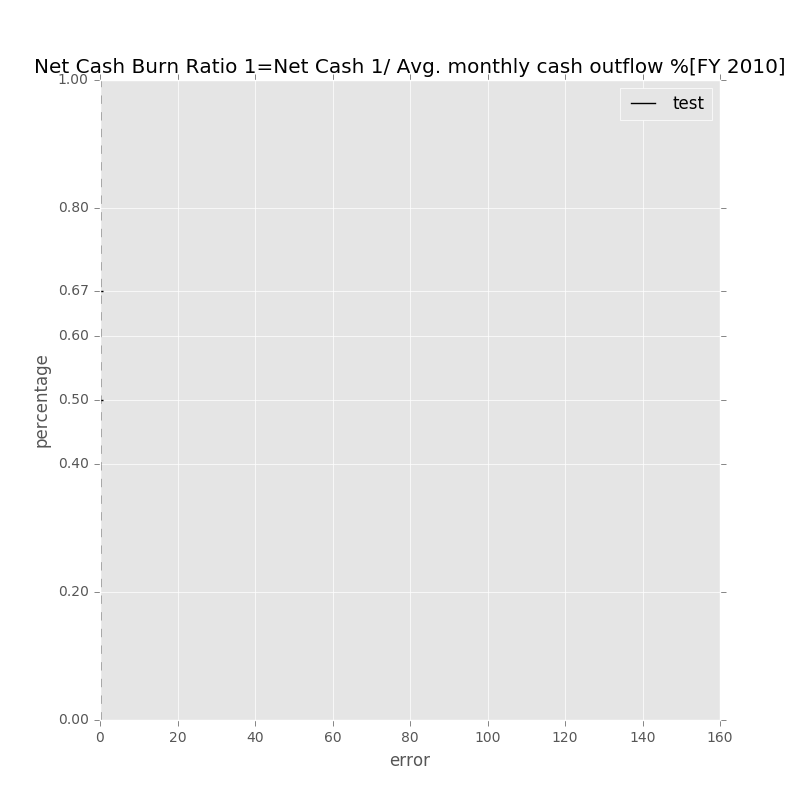 Net Cash Burn Ratio 1=Net Cash 1/ Avg. monthly cash outflow %[FY 2010]
test
1.00
0.80
0.67
0.60
0.50
0.40
0.20
0.00
percentage
0 20 40 60 80 100 120 140 160
error